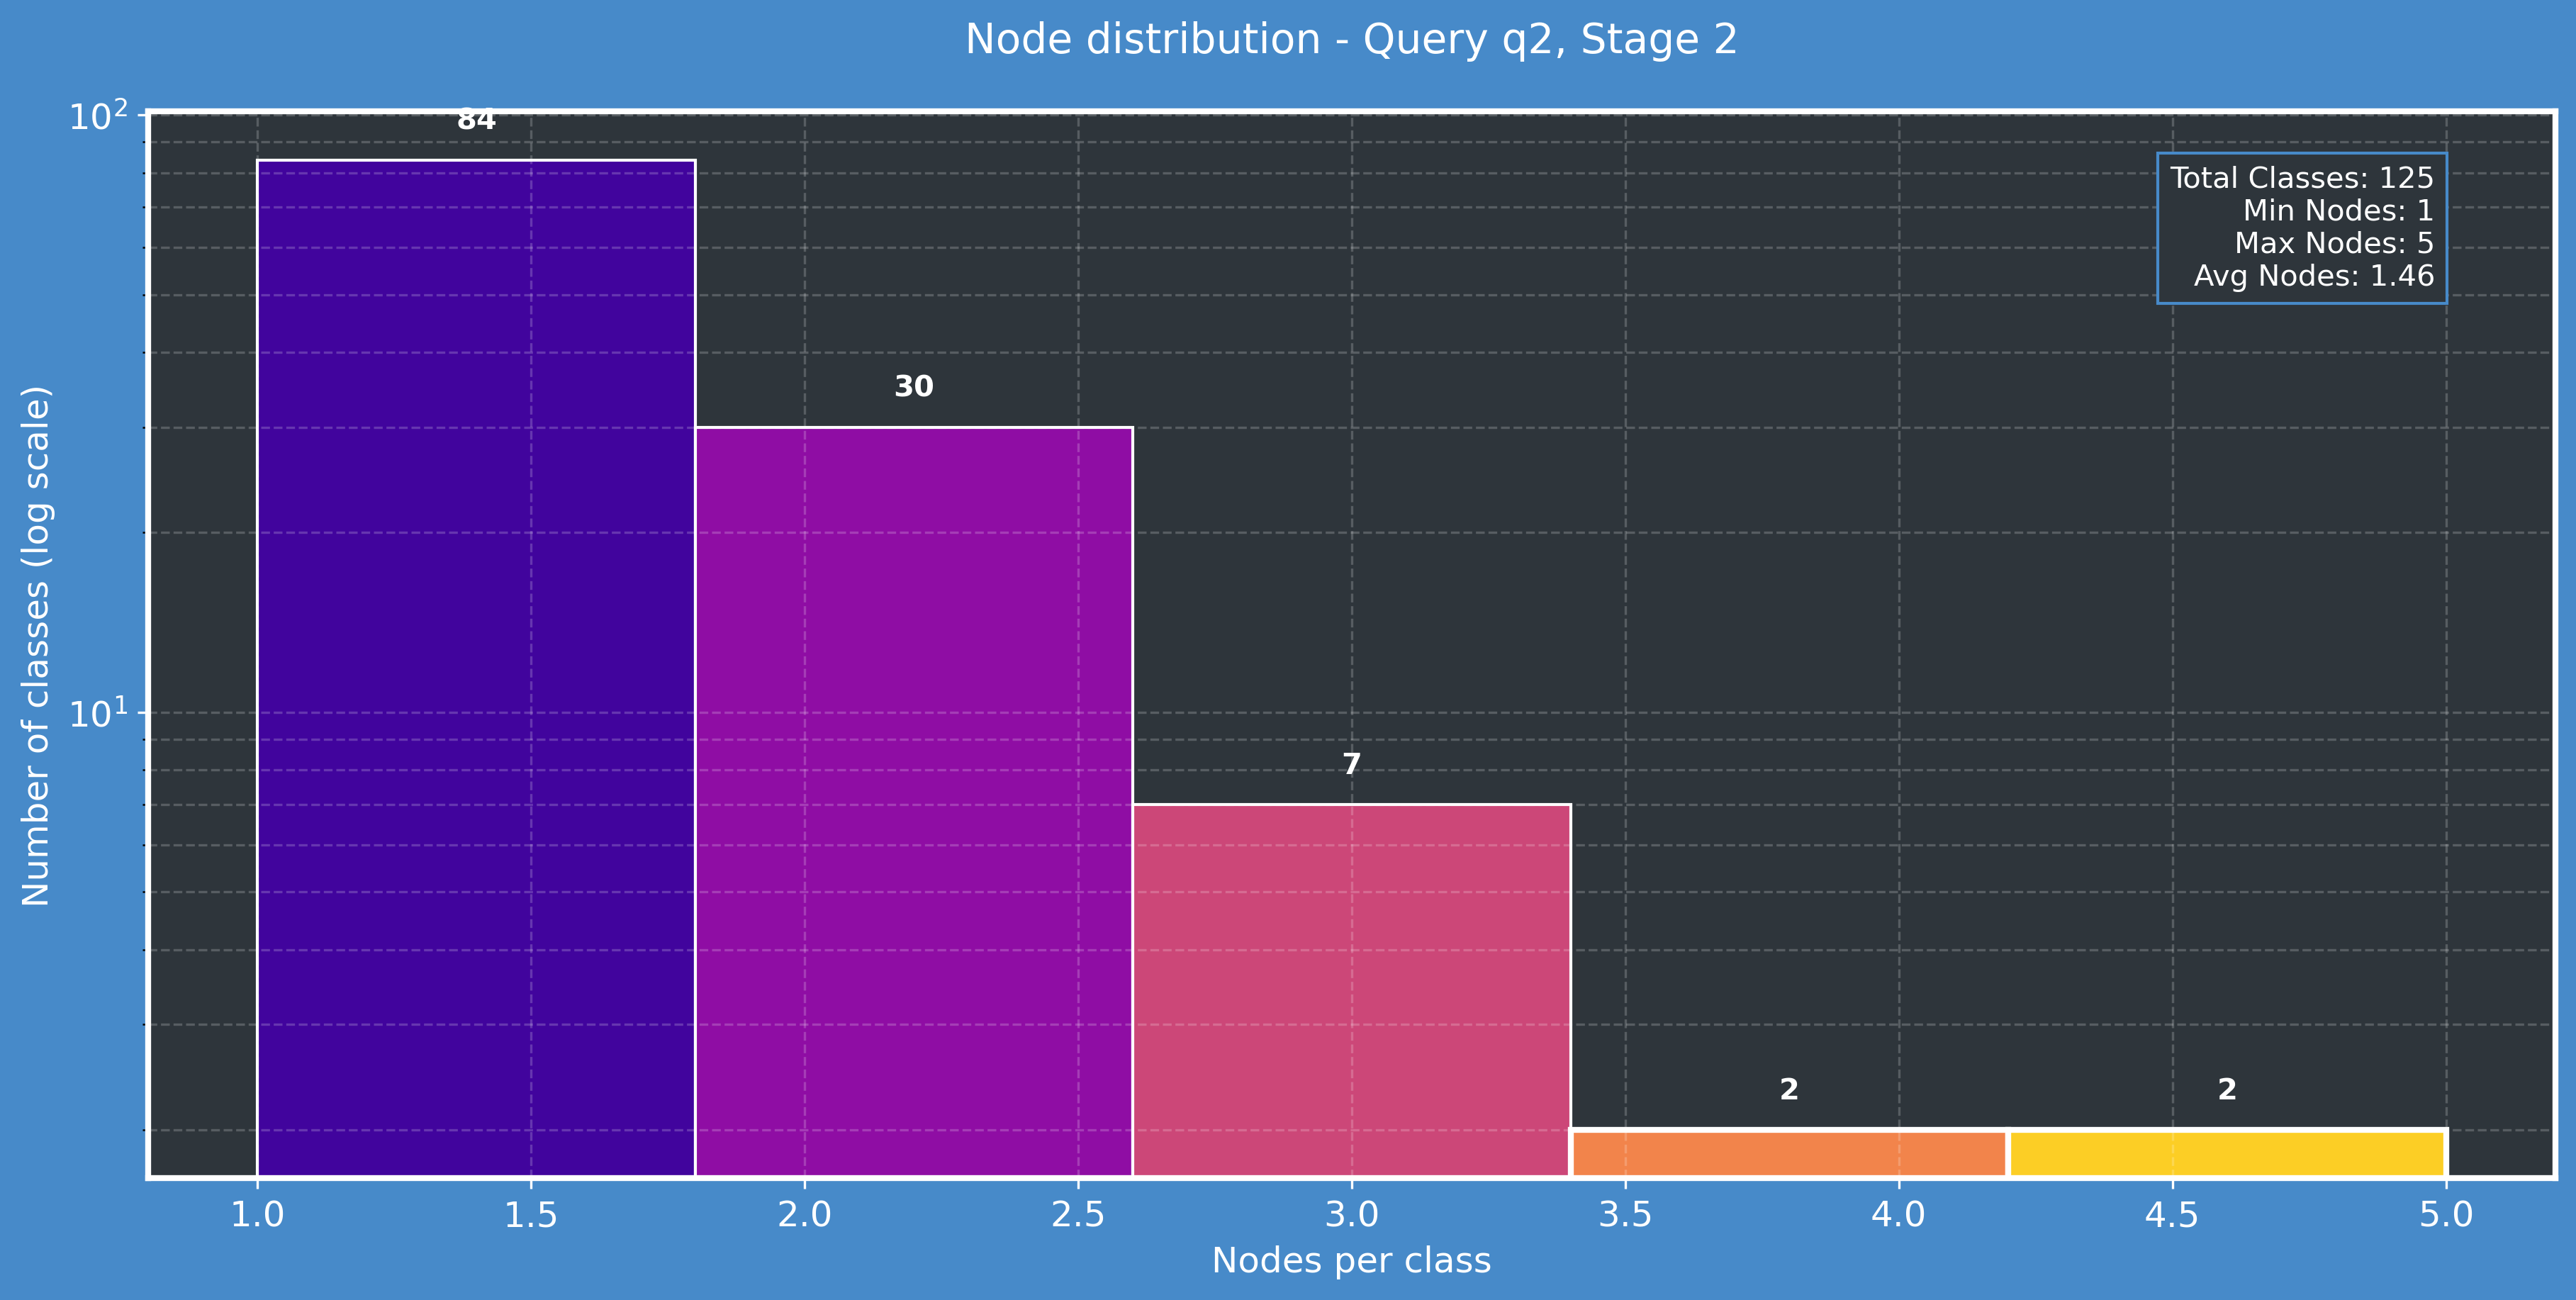 Node distribution - Query q2, Stage 2
10²
84
Total Classes: 125
Min Nodes: 1
Max Nodes: 5
Avg Nodes: 1.46
30
Number of classes (log scale)
10¹
7
2 2
1.0 1.5 2.0 2.5 3.0 3.5 4.0 4.5 5.0
Nodes per class